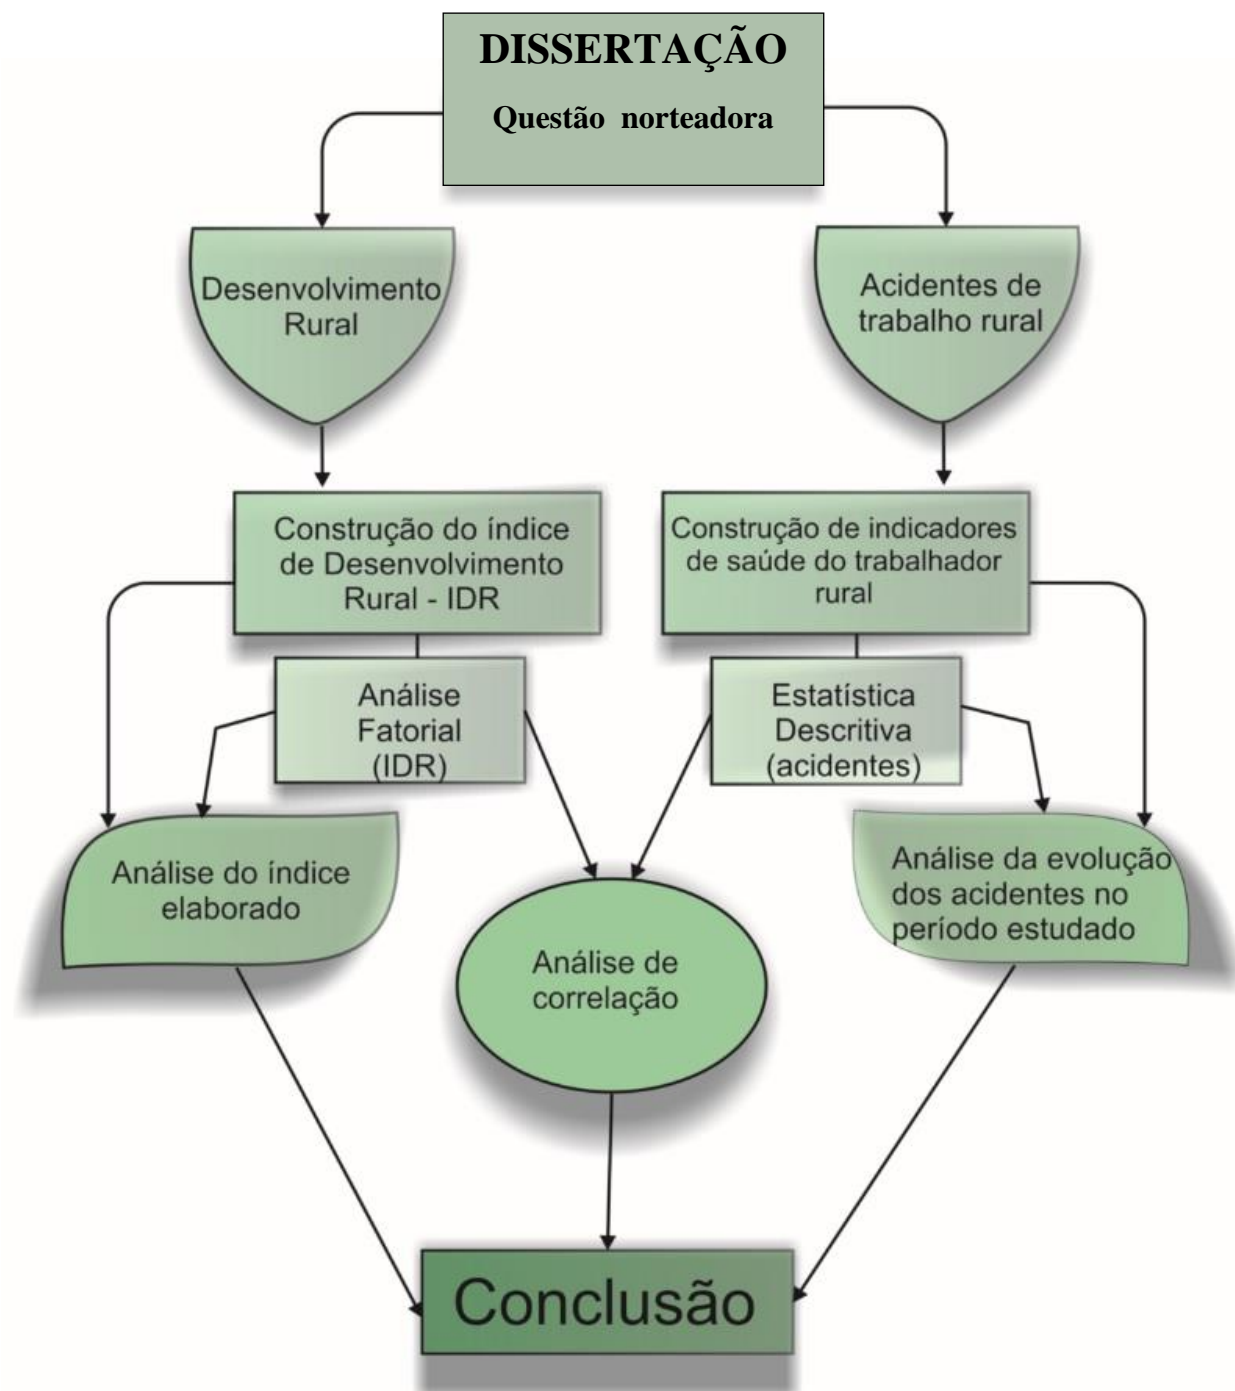 DISSERTAÇÃO
Questão norteadora
Desenvolvimento
Rural
Acidentes de
trabalho rural
Construção do índice
de Desenvolvimento
Rural - IDR
Construção de indicadores
de saúde do trabalhador
rural
Análise
Fatorial
(IDR)
Estatística
Descritiva
(acidentes)
Análise do índice
elaborado
Análise de
correlação
Análise da evolução
dos acidentes no
período estudado
Conclusão